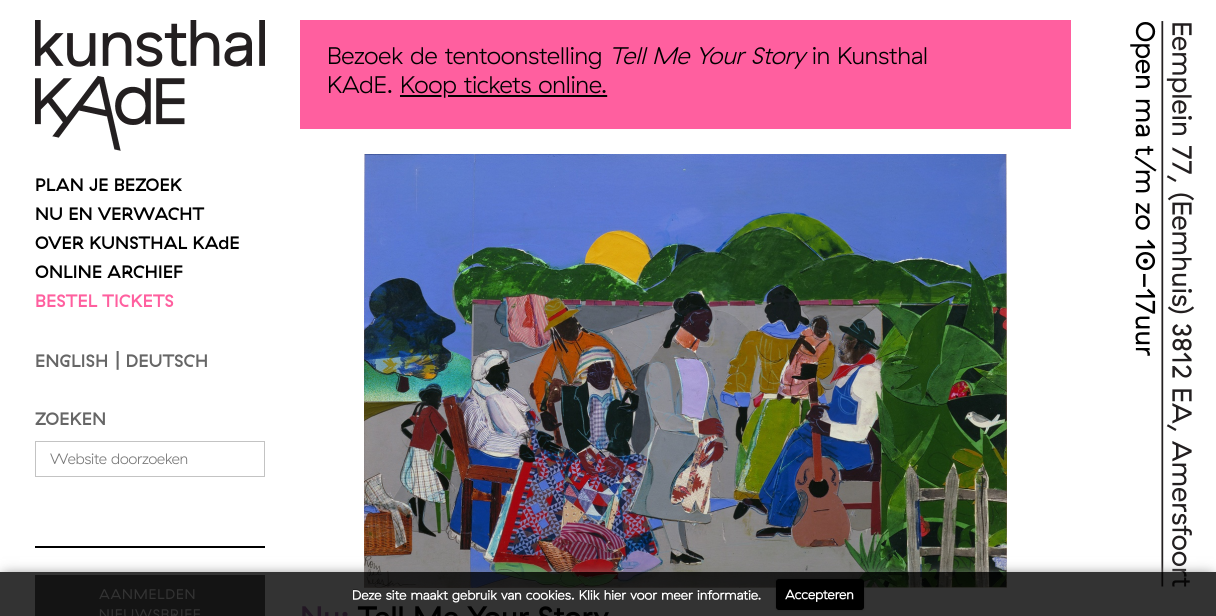 kunsthal
KAdE
PLAN JE BEZOEK
NU EN VERWACHT
OVER KUNSTHAL KAdE
ONLINE ARCHIEF
BESTEL TICKETS
ENGLISH | DEUTSCH
ZOEKEN
Website doorzoeken
AANMELDEN
NIEUWSBRIEF
Bezoek de tentoonstelling Tell Me Your Story in Kunsthal
KAdE. Koop tickets online.
Nu: Tell Me Your Story
Eemplein 77, (Eemhuis) 3812 EA, Amersfoort
Open ma t/m zo 10–17uur
Deze site maakt gebruik van cookies. Klik hier voor meer informatie.
Accepteren